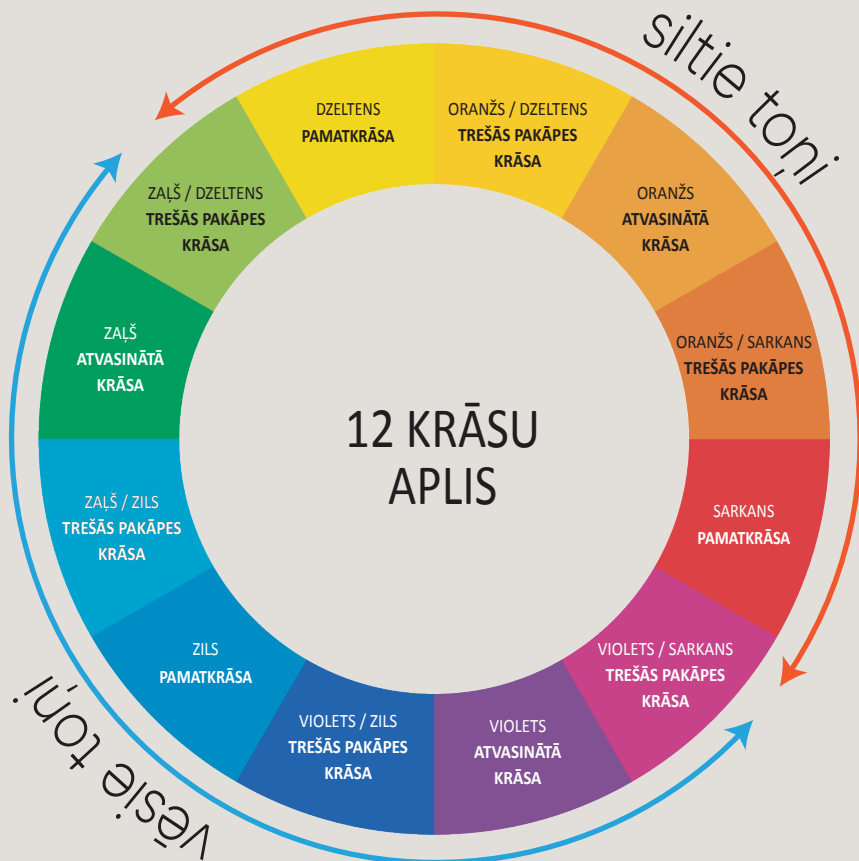 siltie toņi
DZELTENS
PAMATKRĀSA
ORANŽS / DZELTENS
TREŠĀS PAKĀPES
KRĀSA
ORANŽS
ATVASINĀTĀ
KRĀSA
ORANŽS / SARKANS
TREŠĀS PAKĀPES
KRĀSA
SARKANS
PAMATKRĀSA
VIOLETS / SARKANS
TREŠĀS PAKĀPES
KRĀSA
VIOLETS
ATVASINĀTĀ
KRĀSA
VIOLETS / ZILS
TREŠĀS PAKĀPES
KRĀSA
ZILS
PAMATKRĀSA
ZAĻŠ / ZILS
TREŠĀS PAKĀPES
KRĀSA
ZAĻŠ
ATVASINĀTĀ
KRĀSA
ZAĻŠ / DZELTENS
TREŠĀS PAKĀPES
KRĀSA
12 KRĀSU
APLIS
vēsie toņi